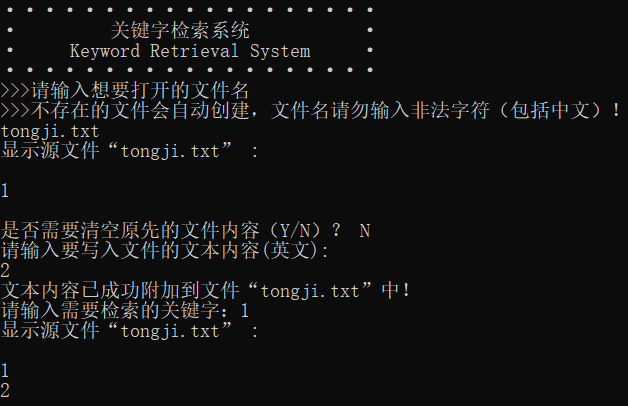 · · · · · · · · · · · · · · · · · · · ·
· 关键字检索系统 ·
· Keyword Retrieval System ·
· · · · · · · · · · · · · · · · · · · ·
>>>请输入想要打开的文件名
>>>不存在的文件会自动创建，文件名请勿输入非法字符（包括中文）！
tongji.txt
显示源文件“tongji.txt” :
1
是否需要清空原先的文件内容（Y/N）？ N
请输入要写入文件的文本内容(英文):
2
文本内容已成功附加到文件“tongji.txt”中！
请输入需要检索的关键字：1
显示源文件“tongji.txt” :
1
2